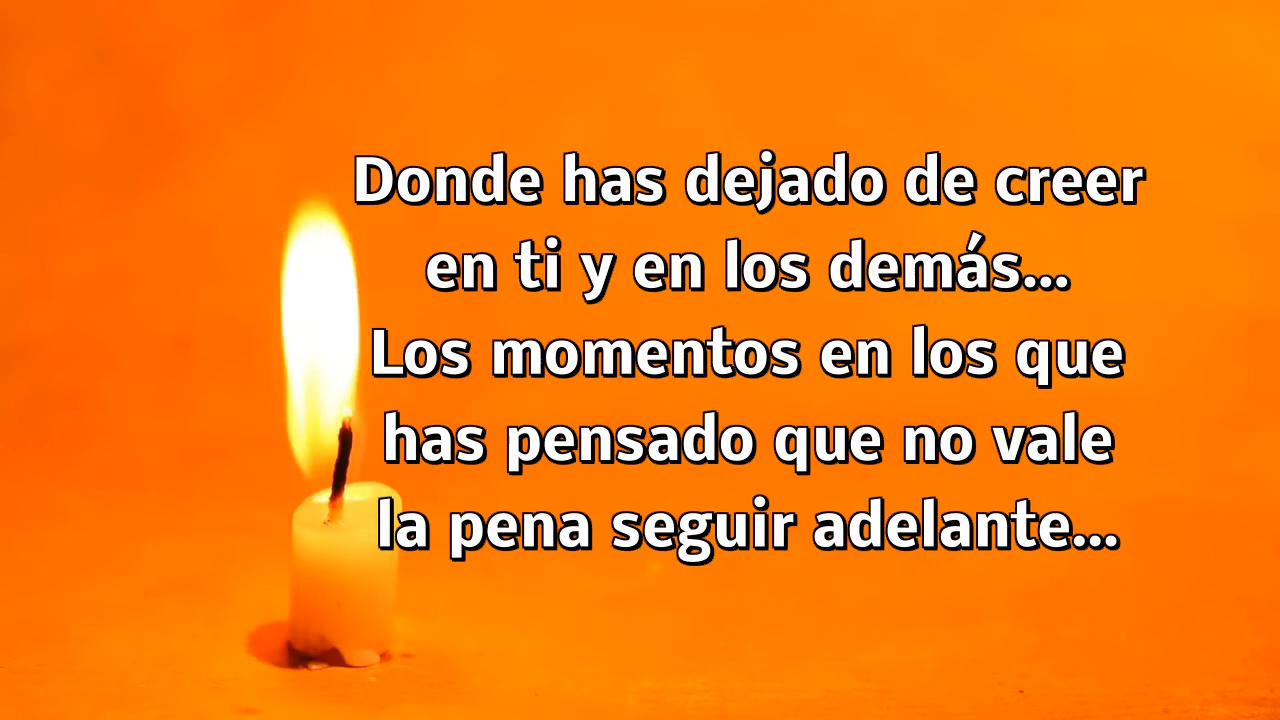 Donde has dejado de creer
en ti y en los demás...
Los momentos en los que
has pensado que no vale
la pena seguir adelante...